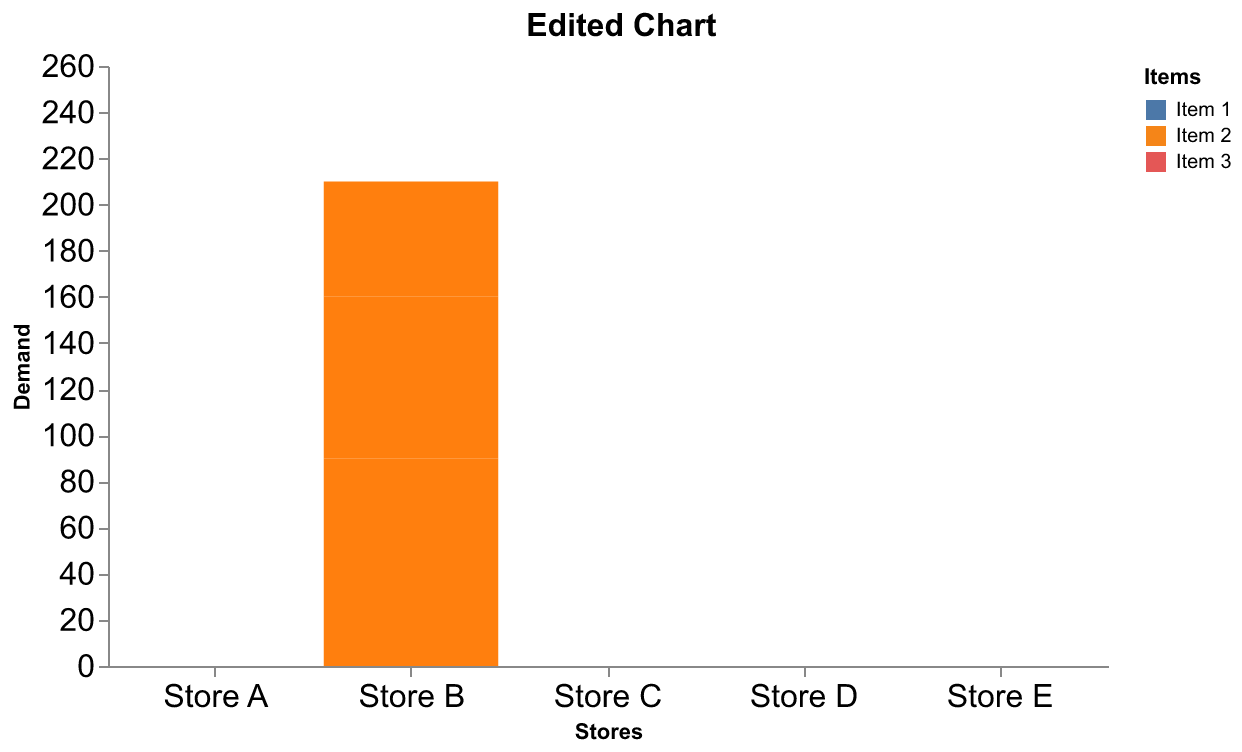 Edited Chart
260
240
220
200
180
160
140
120
100
80
60
40
20
0
Demand
Store A
Store B
Store C
Store D
Store E
Stores
Items
Item 1
Item 2
Item 3